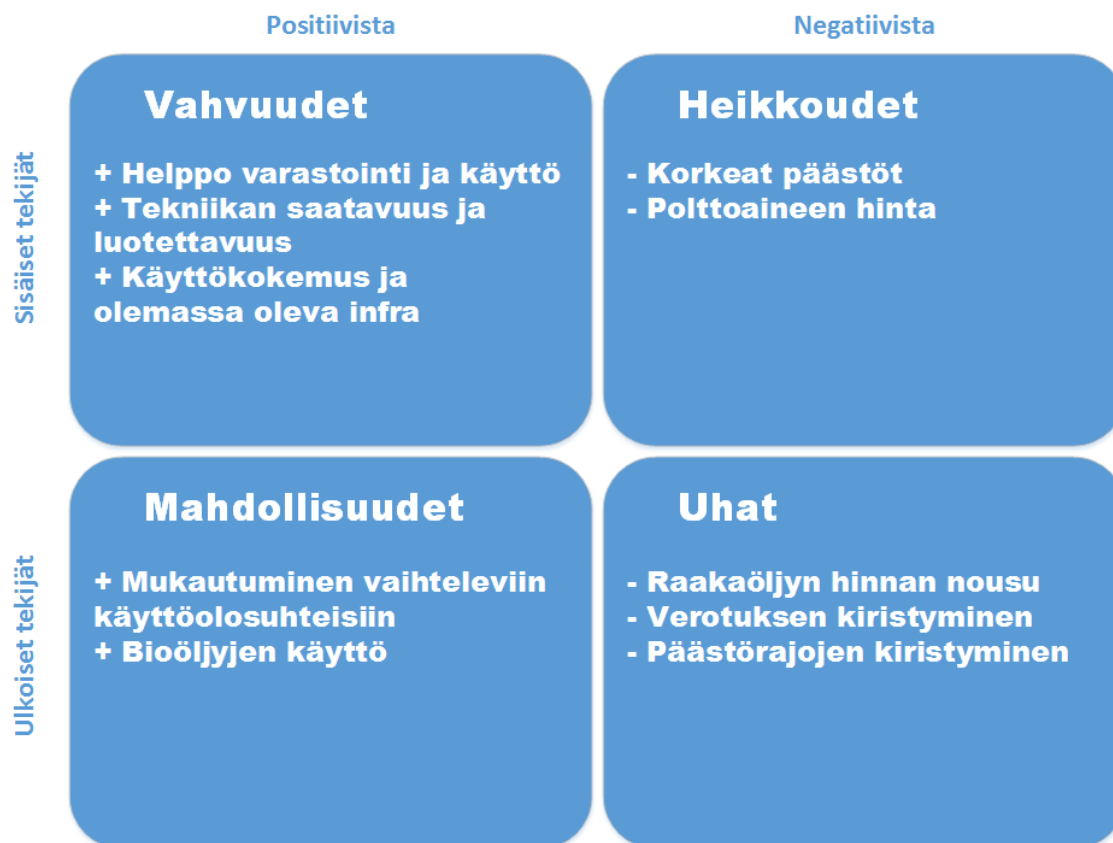 Positiivista
Negatiivista
Sisäiset tekijät
Vahvuudet
+ Helppo varastointi ja käyttö
+ Tekniikan saatavuus ja
luotettavuus
+ Käyttökokemus ja
olemassa oleva infra
Heikkoudet
- Korkeat päästöt
- Polttoaineen hinta
Ulkoiset tekijät
Mahdollisuudet
+ Mukautuminen vaihteleviin
käyttöolosuhteisiin
+ Bioöljyjen käyttö
Uhat
- Raakaöljyn hinnan nousu
- Verotuksen kiristyminen
- Päästörajojen kiristyminen